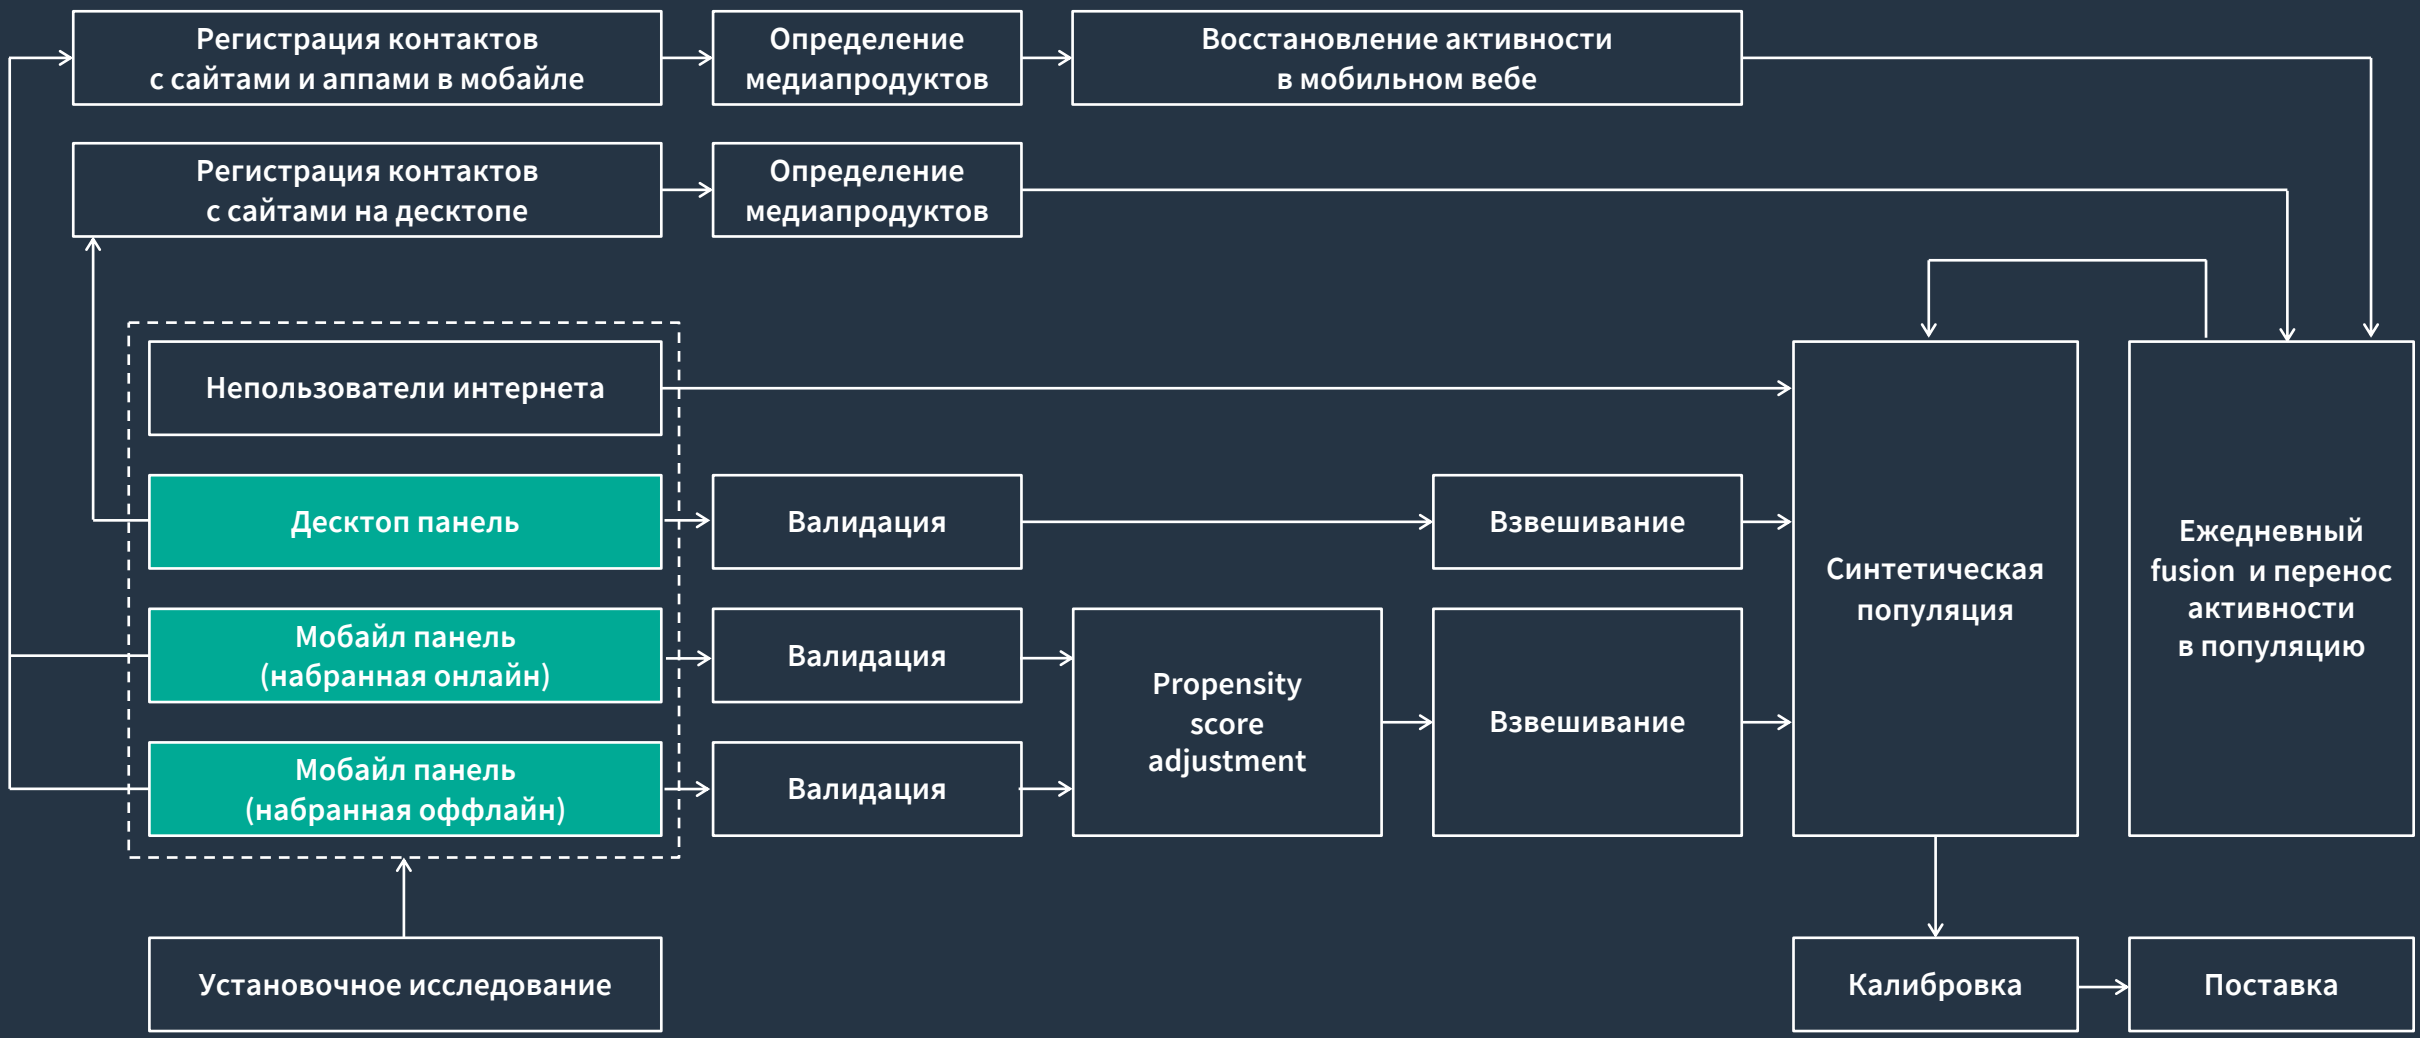 Регистрация контактов
с сайтами и аппами в мобайле
Определение
медиапродуктов
Восстановление активности
в мобильном вебе
Регистрация контактов
с сайтами на десктопе
Определение
медиапродуктов
Непользователи интернета
Десктоп панель
Валидация
Взвешивание
Мобайл панель
(набранная онлайн)
Валидация
Мобайл панель
(набранная оффлайн)
Валидация
Propensity
score
adjustment
Взвешивание
Синтетическая
популяция
Ежедневный
fusion и перенос
активности
в популяцию
Установочное исследование
Калибровка
Поставка